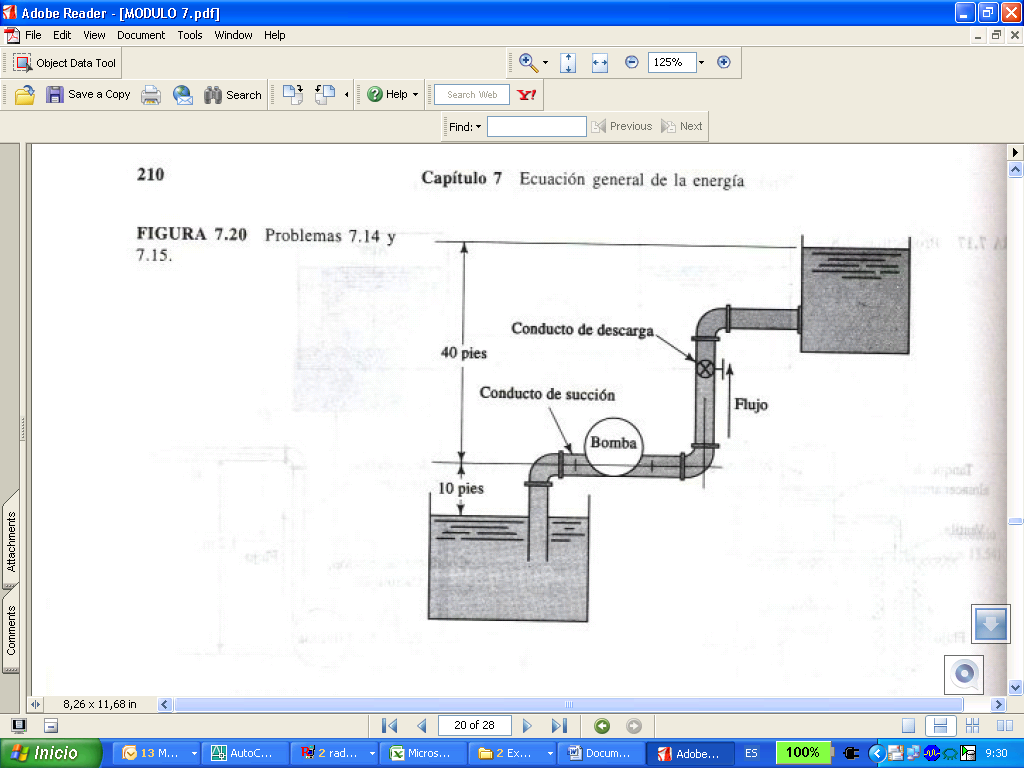 Adobe Reader - [MODULO 7.pdf]
File Edit View Document Tools Window Help
Object Data Tool
125%
Save a Copy
Search
Help
Search Web
Y!
Find:
Previous
Next
210
Capítulo 7 Ecuación general de la energía
FIGURA 7.20 Problemas 7.14 y
7.15.
Conducto de descarga
40 pies
Conducto de succión
Flujo
Bomba
10 pies
Attachments
Comments
8,26 x 11,68 in
20 of 28
Inicio
13 M...
AutoC...
2 rad...
Micros...
2 Ex...
Docum...
Adobe...
ES
100%
9:30